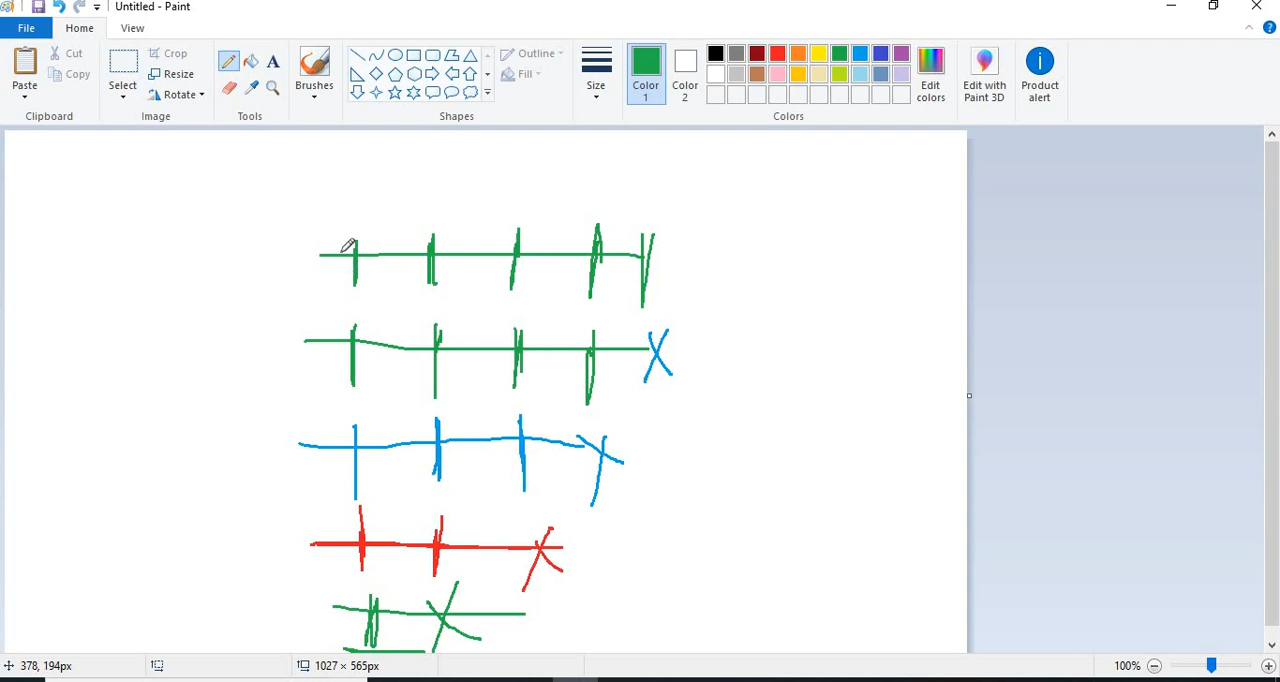 Untitled - Paint
File Home View
Paste
Cut
Copy
Clipboard
Select
Crop
Resize
Rotate
Image
A
Tools
Brushes
Outline
Fill
Shapes
Size
Color 1
Color 2
Edit colors
Colors
Edit with Paint 3D
Product alert
X
X
X
X
378, 194px
1027 × 565px
100%